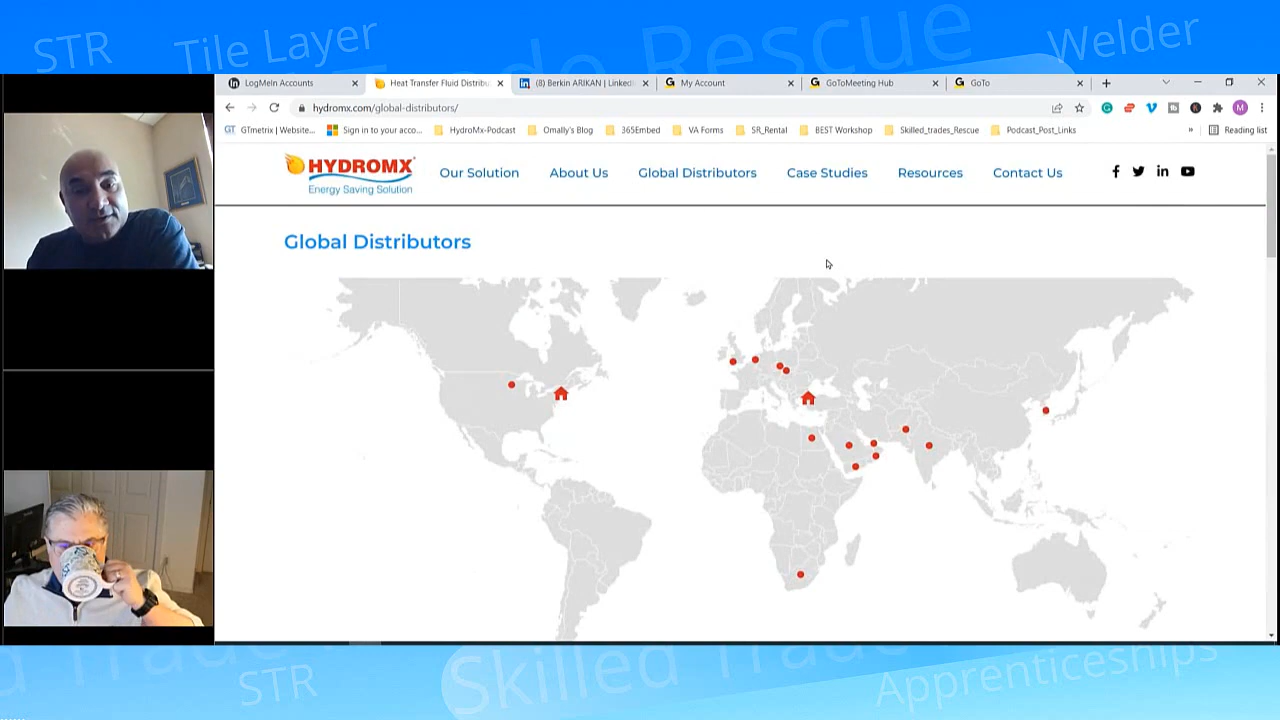 STR
Tile Layer
Trade Rescue
Welder
LogMeIn Accounts
Heat Transfer Fluid Distribu
(8) Berkin ARIKAN | LinkedI
My Account
GoToMeeting Hub
GoTo
hydromx.com/global-distributors/
GTmetrix | Website...
Sign in to your acco...
HydroMx-Podcast
Omally's Blog
365Embed
VA Forms
SR_Rental
BEST Workshop
Skilled_trades_Rescue
Podcast_Post_Links
»
Reading list
HYDROMX
Energy Saving Solution
Our Solution
About Us
Global Distributors
Case Studies
Resources
Contact Us
Global Distributors
STR
Skilled Trad
Apprenticeships